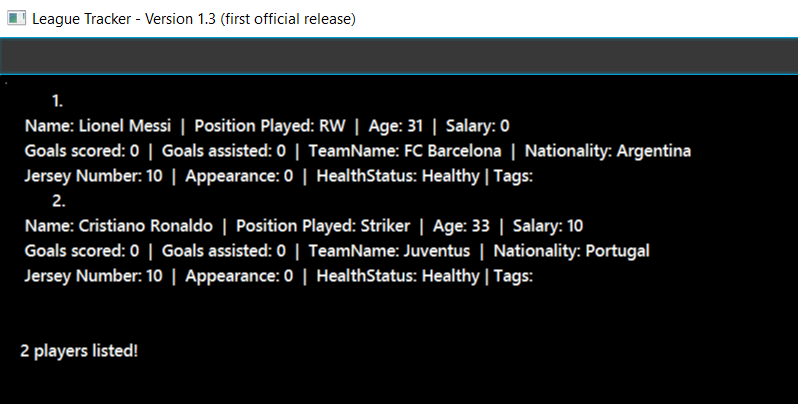 League Tracker - Version 1.3 (first official release)
1.
Name: Lionel Messi | Position Played: RW | Age: 31 | Salary: 0
Goals scored: 0 | Goals assisted: 0 | TeamName: FC Barcelona | Nationality: Argentina
Jersey Number: 10 | Appearance: 0 | HealthStatus: Healthy | Tags:
2.
Name: Cristiano Ronaldo | Position Played: Striker | Age: 33 | Salary: 10
Goals scored: 0 | Goals assisted: 0 | TeamName: Juventus | Nationality: Portugal
Jersey Number: 10 | Appearance: 0 | HealthStatus: Healthy | Tags:
2 players listed!